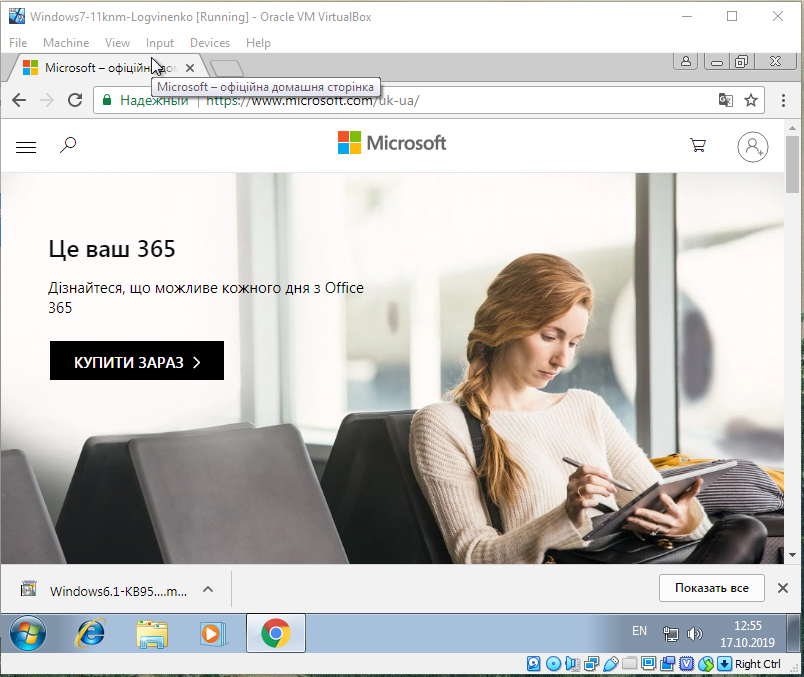 Windows7-11knm-Logvinenko [Running] - Oracle VM VirtualBox
File Machine View Input Devices Help
Microsoft – офіційна до
Microsoft – офіційна домашня сторінка
Надежный https://www.microsoft.com/uk-ua/
Microsoft
Це ваш 365
Дізнайтеся, що можливе кожного дня з Office
365
КУПИТИ ЗАРАЗ
Windows6.1-KB95....m...
Показать все
EN
12:55
17.10.2019
Right Ctrl